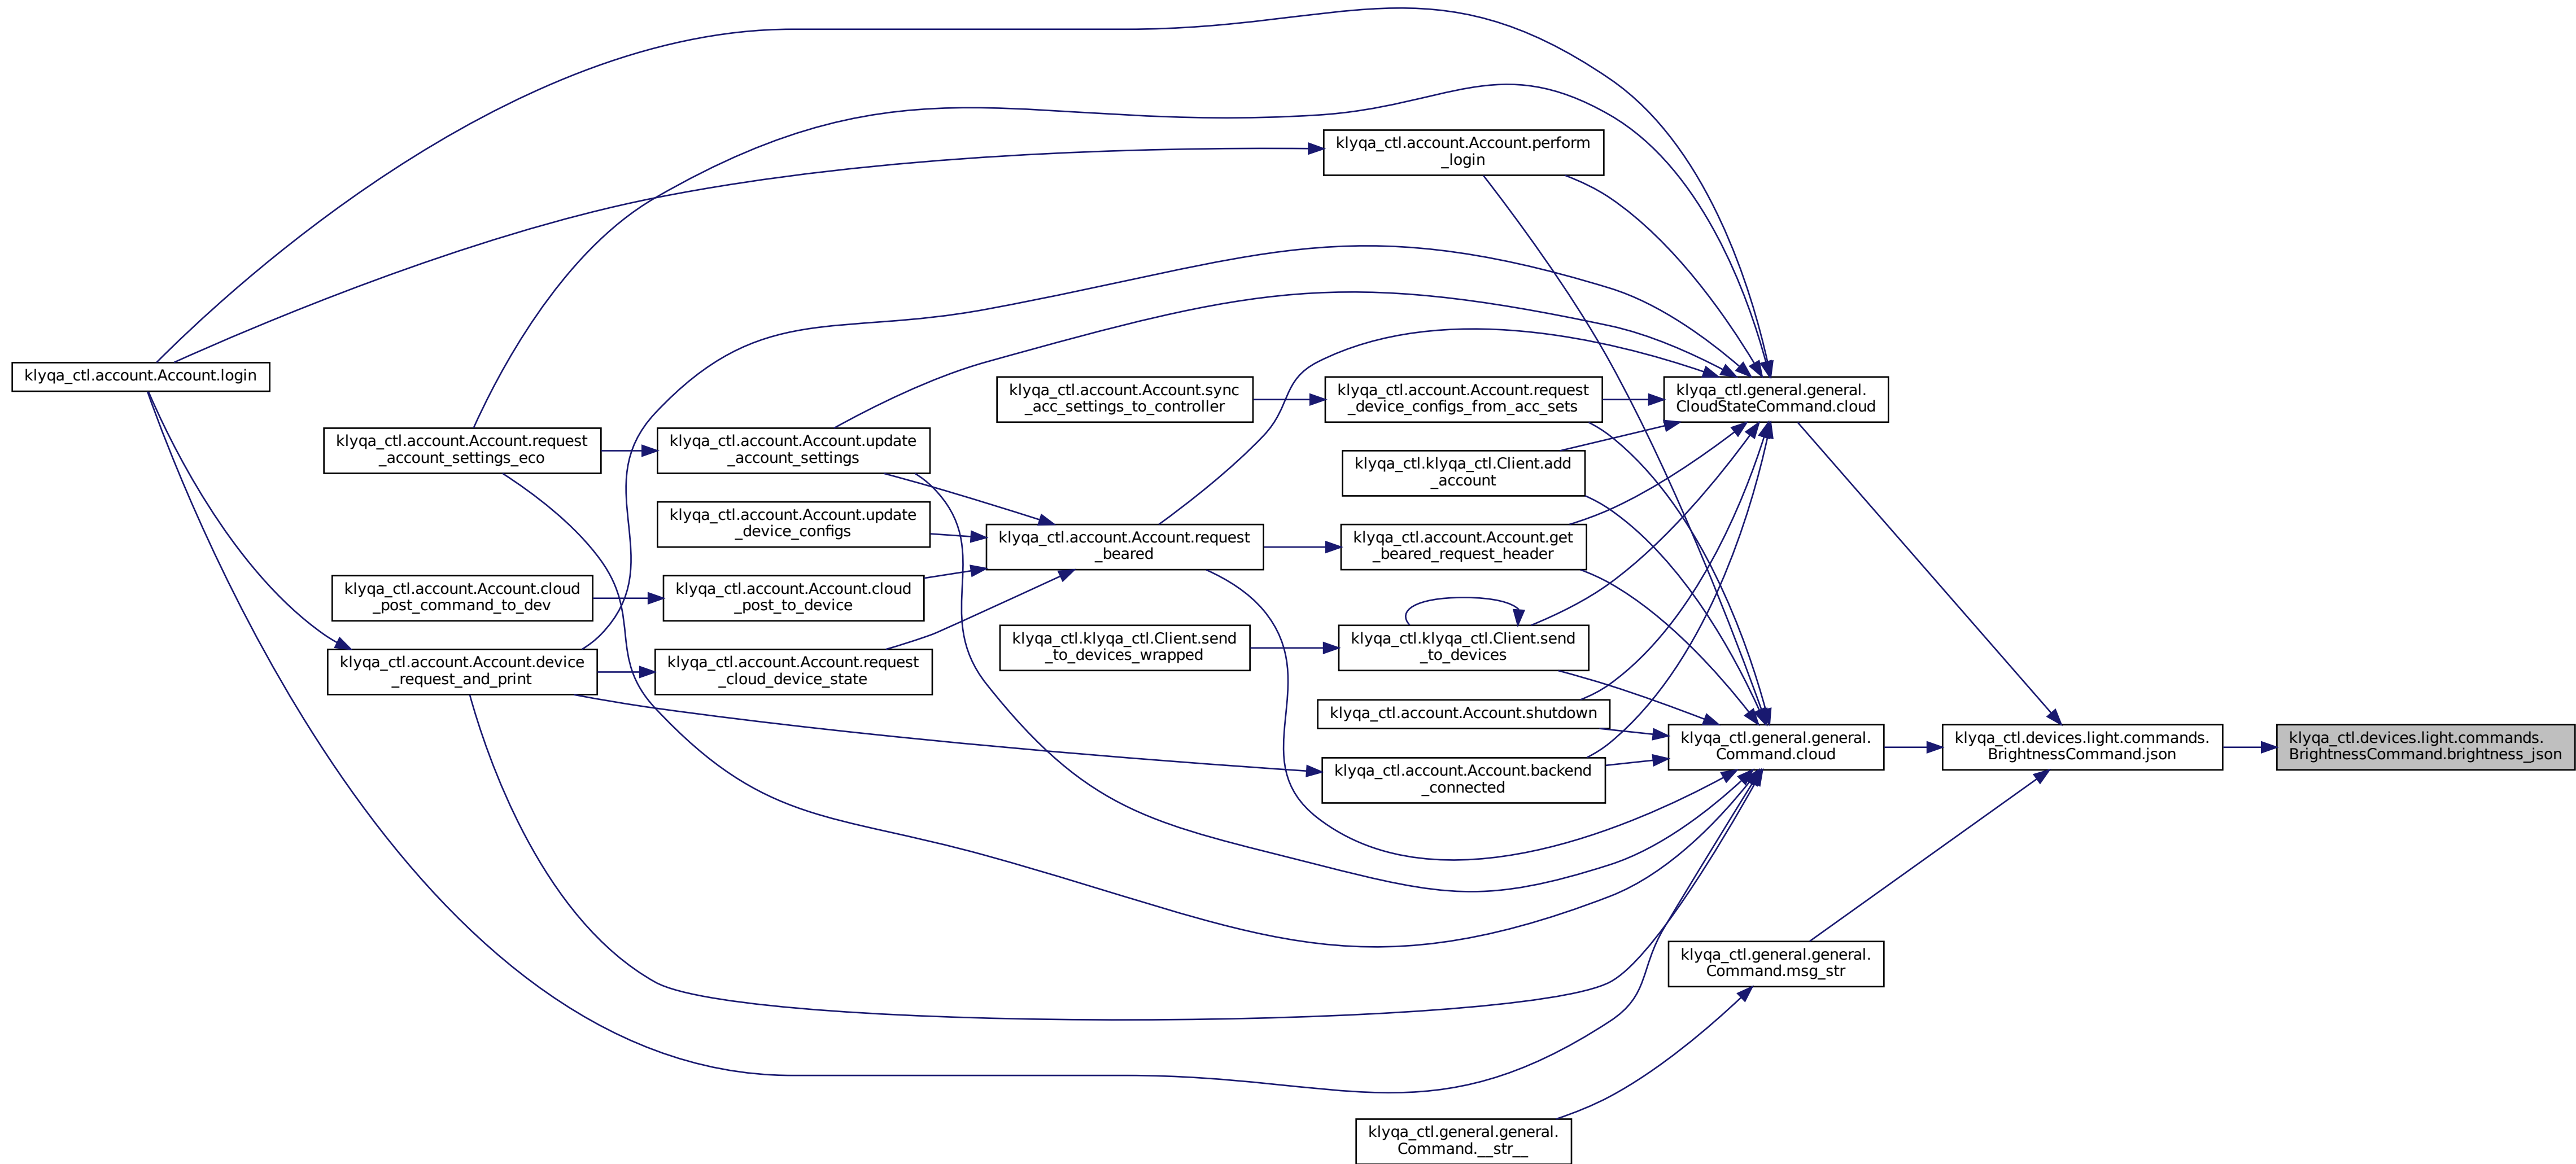 klyqa_ctl.account.Account.perform
_login
klyqa_ctl.account.Account.login
klyqa_ctl.account.Account.sync
_acc_settings_to_controller
klyqa_ctl.account.Account.request
_device_configs_from_acc_sets
klyqa_ctl.general.general.
CloudStateCommand.cloud
klyqa_ctl.account.Account.request
_account_settings_eco
klyqa_ctl.account.Account.update
_account_settings
klyqa_ctl.klyqa_ctl.Client.add
_account
klyqa_ctl.account.Account.update
_device_configs
klyqa_ctl.account.Account.request
_beared
klyqa_ctl.account.Account.get
_beared_request_header
klyqa_ctl.account.Account.cloud
_post_command_to_dev
klyqa_ctl.account.Account.cloud
_post_to_device
klyqa_ctl.klyqa_ctl.Client.send
_to_devices_wrapped
klyqa_ctl.klyqa_ctl.Client.send
_to_devices
klyqa_ctl.account.Account.device
_request_and_print
klyqa_ctl.account.Account.request
_cloud_device_state
klyqa_ctl.account.Account.shutdown
klyqa_ctl.general.general.
Command.cloud
klyqa_ctl.devices.light.commands.
BrightnessCommand.json
klyqa_ctl.devices.light.commands.
BrightnessCommand.brightness_json
klyqa_ctl.account.Account.backend
_connected
klyqa_ctl.general.general.
Command.msg_str
klyqa_ctl.general.general.
Command.__str__